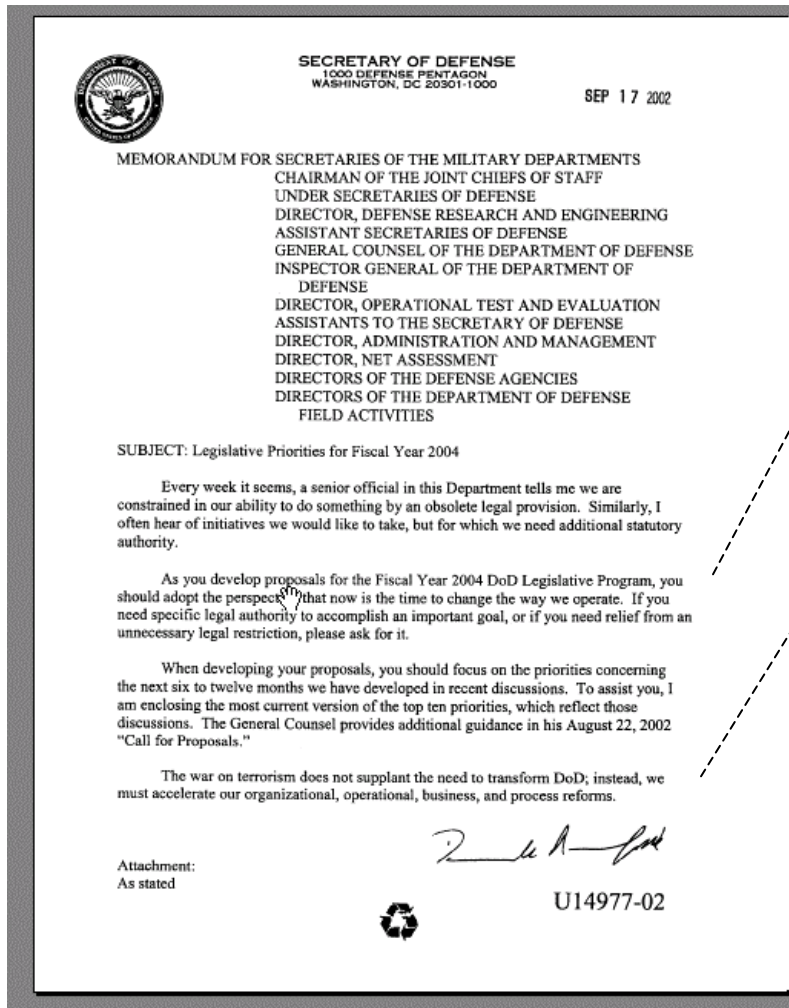 DEPARTMENT OF DEFENSE
UNITED STATES OF AMERICA
SECRETARY OF DEFENSE
1000 DEFENSE PENTAGON
WASHINGTON, DC 20301-1000
SEP 17 2002
MEMORANDUM FOR SECRETARIES OF THE MILITARY DEPARTMENTS
CHAIRMAN OF THE JOINT CHIEFS OF STAFF
UNDER SECRETARIES OF DEFENSE
DIRECTOR, DEFENSE RESEARCH AND ENGINEERING
ASSISTANT SECRETARIES OF DEFENSE
GENERAL COUNSEL OF THE DEPARTMENT OF DEFENSE
INSPECTOR GENERAL OF THE DEPARTMENT OF
DEFENSE
DIRECTOR, OPERATIONAL TEST AND EVALUATION
ASSISTANTS TO THE SECRETARY OF DEFENSE
DIRECTOR, ADMINISTRATION AND MANAGEMENT
DIRECTOR, NET ASSESSMENT
DIRECTORS OF THE DEFENSE AGENCIES
DIRECTORS OF THE DEPARTMENT OF DEFENSE
FIELD ACTIVITIES
SUBJECT: Legislative Priorities for Fiscal Year 2004
Every week it seems, a senior official in this Department tells me we are
constrained in our ability to do something by an obsolete legal provision. Similarly, I
often hear of initiatives we would like to take, but for which we need additional statutory
authority.
As you develop proposals for the Fiscal Year 2004 DoD Legislative Program, you
should adopt the that now is the time to change the way we operate. If you
need specific legal authority to accomplish an important goal, or if you need relief from an
unnecessary legal restriction, please ask for it.
When developing your proposals, you should focus on the priorities concerning
the next six to twelve months we have developed in recent discussions. To assist you, I
am enclosing the most current version of the top ten priorities, which reflect those
discussions. The General Counsel provides additional guidance in his August 22, 2002
"Call for Proposals."
The war on terrorism does not supplant the need to transform DoD; instead, we
must accelerate our organizational, operational, business, and process reforms.
Attachment:
As stated
U14977-02